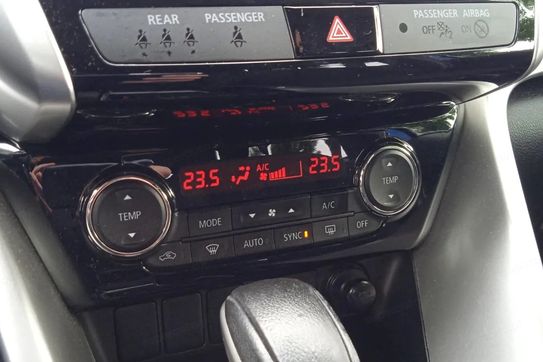 REAR PASSENGER
PASSENGER AIRBAG
OFF ON
A/C
23.5 23.5
TEMP
TEMP
MODE A/C
AUTO SYNC OFF